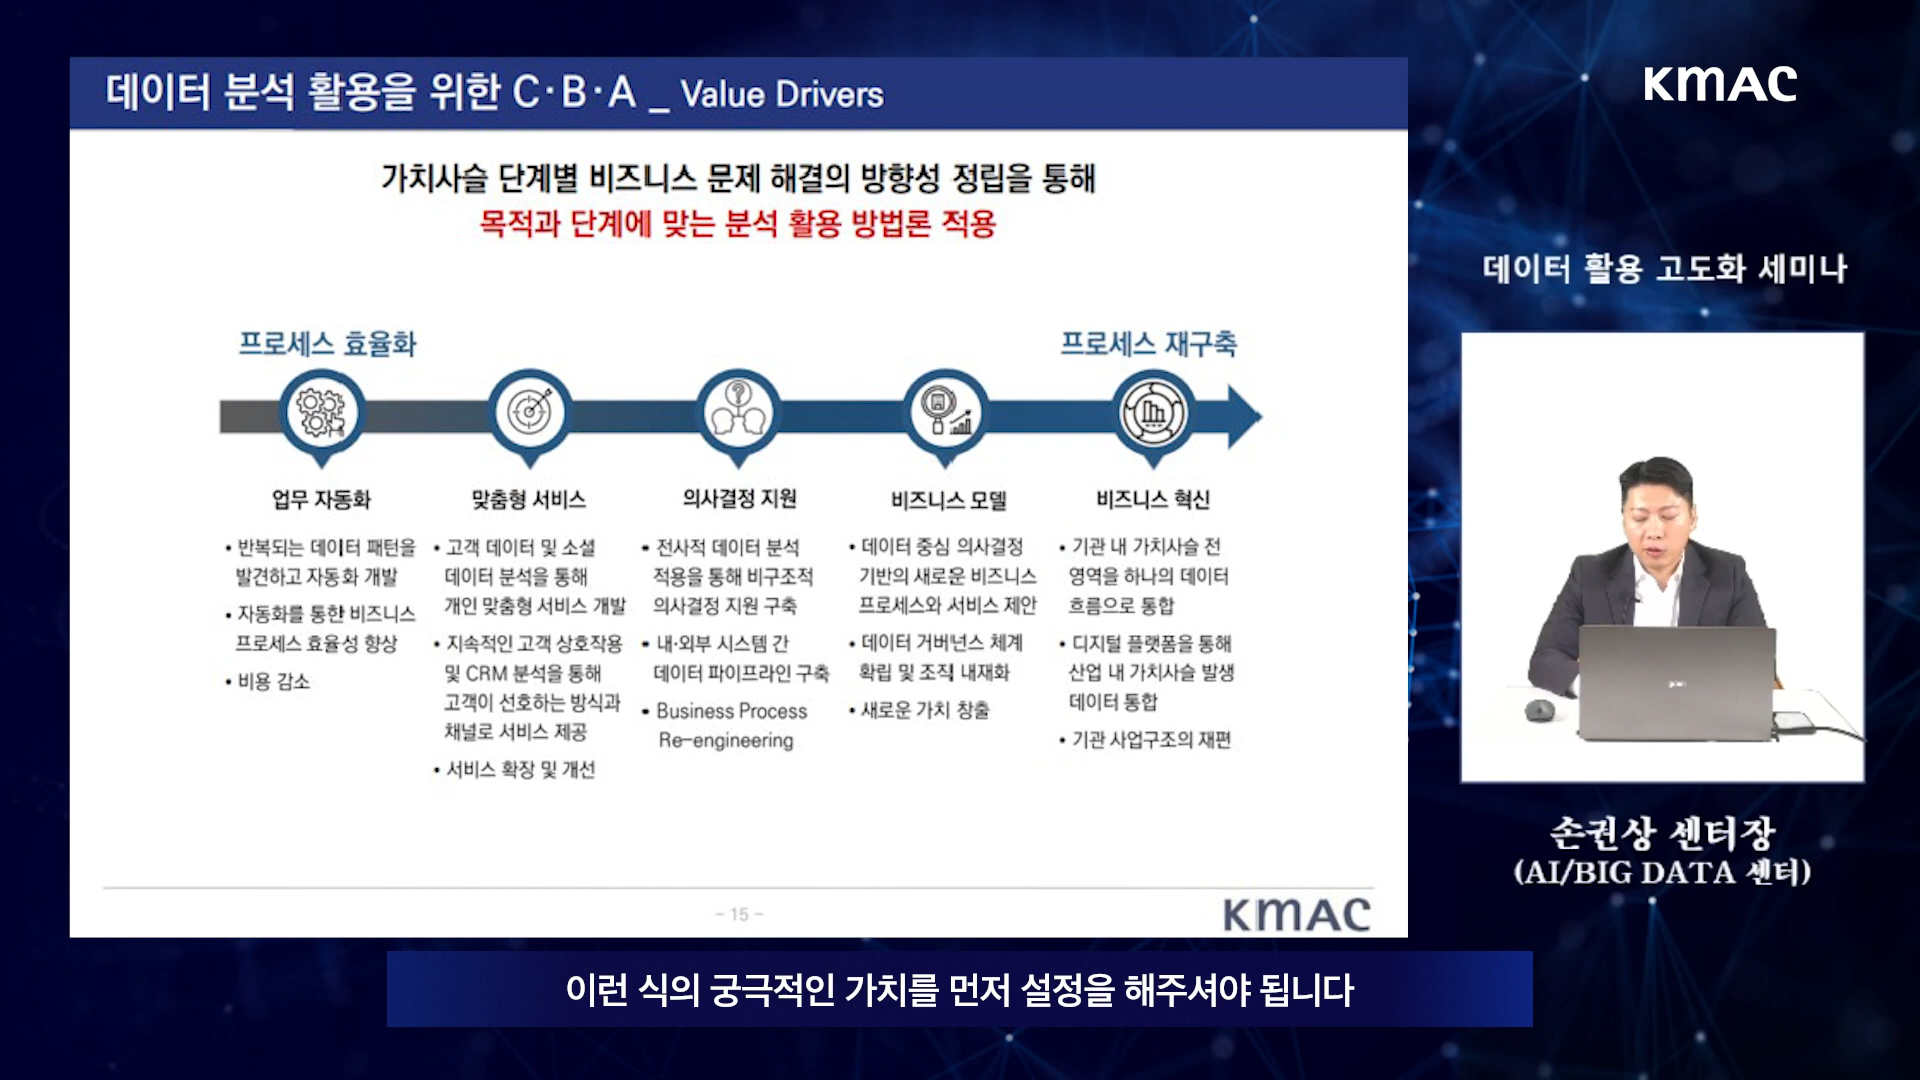 데이터 분석 활용을 위한 C·B·A _ Value Drivers
KMAC
가치사슬 단계별 비즈니스 문제 해결의 방향성 정립을 통해
목적과 단계에 맞는 분석 활용 방법론 적용
데이터 활용 고도화 세미나
프로세스 효율화
프로세스 재구축
업무 자동화
• 반복되는 데이터 패턴을
발견하고 자동화 개발
• 자동화를 통한 비즈니스
프로세스 효율성 향상
• 비용 감소
맞춤형 서비스
• 고객 데이터 및 소셜
데이터 분석을 통해
개인 맞춤형 서비스 개발
• 지속적인 고객 상호작용
및 CRM 분석을 통해
고객이 선호하는 방식과
채널로 서비스 제공
• 서비스 확장 및 개선
의사결정 지원
• 전사적 데이터 분석
적용을 통해 비구조적
의사결정 지원 구축
• 내·외부 시스템 간
데이터 파이프라인 구축
• Business Process
Re-engineering
비즈니스 모델
• 데이터 중심 의사결정
기반의 새로운 비즈니스
프로세스와 서비스 제안
• 데이터 거버넌스 체계
확립 및 조직 내재화
• 새로운 가치 창출
비즈니스 혁신
• 기관 내 가치사슬 전
영역을 하나의 데이터
흐름으로 통합
• 디지털 플랫폼을 통해
산업 내 가치사슬 발생
데이터 통합
• 기관 사업구조의 재편
손권상 센터장
(AI/BIG DATA 센터)
- 15 -
KMAC
이런 식의 궁극적인 가치를 먼저 설정을 해주셔야 됩니다